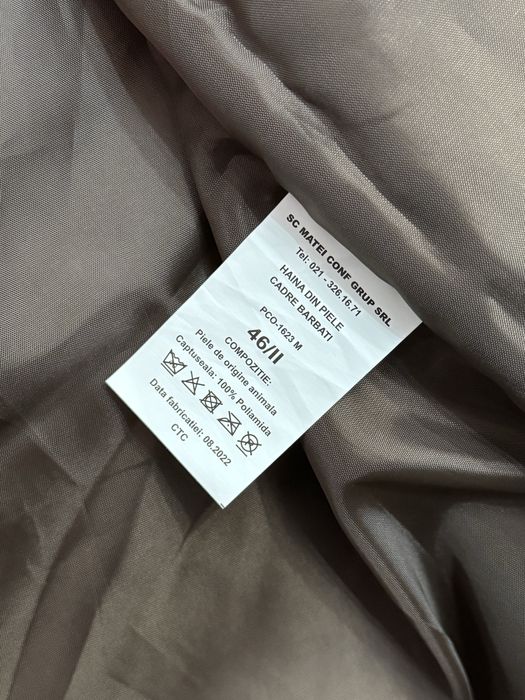 SC MATEI CONF GRUP SRL
Tel: 021 - 326.16.71
HAINA DIN PIELE
CADRE BARBATI
PCO-1623 M
46/II
COMPOZITIE:
Piele de origine animala
Captuseala: 100% Poliamida
Data fabricatiei: 08.2022
CTC